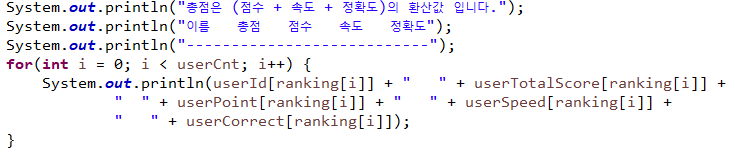 System.out.println("총점은 (점수 + 속도 + 정확도)의 환산값 입니다.");
System.out.println("이름   총점   점수   속도   정확도");
System.out.println("---------------------------");
for(int i = 0; i < userCnt; i++) {
    System.out.println(userId[ranking[i]] + "   " + userTotalScore[ranking[i]] +
            "  " + userPoint[ranking[i]] + "   " + userSpeed[ranking[i]] +
            "   " + userCorrect[ranking[i]]);
}